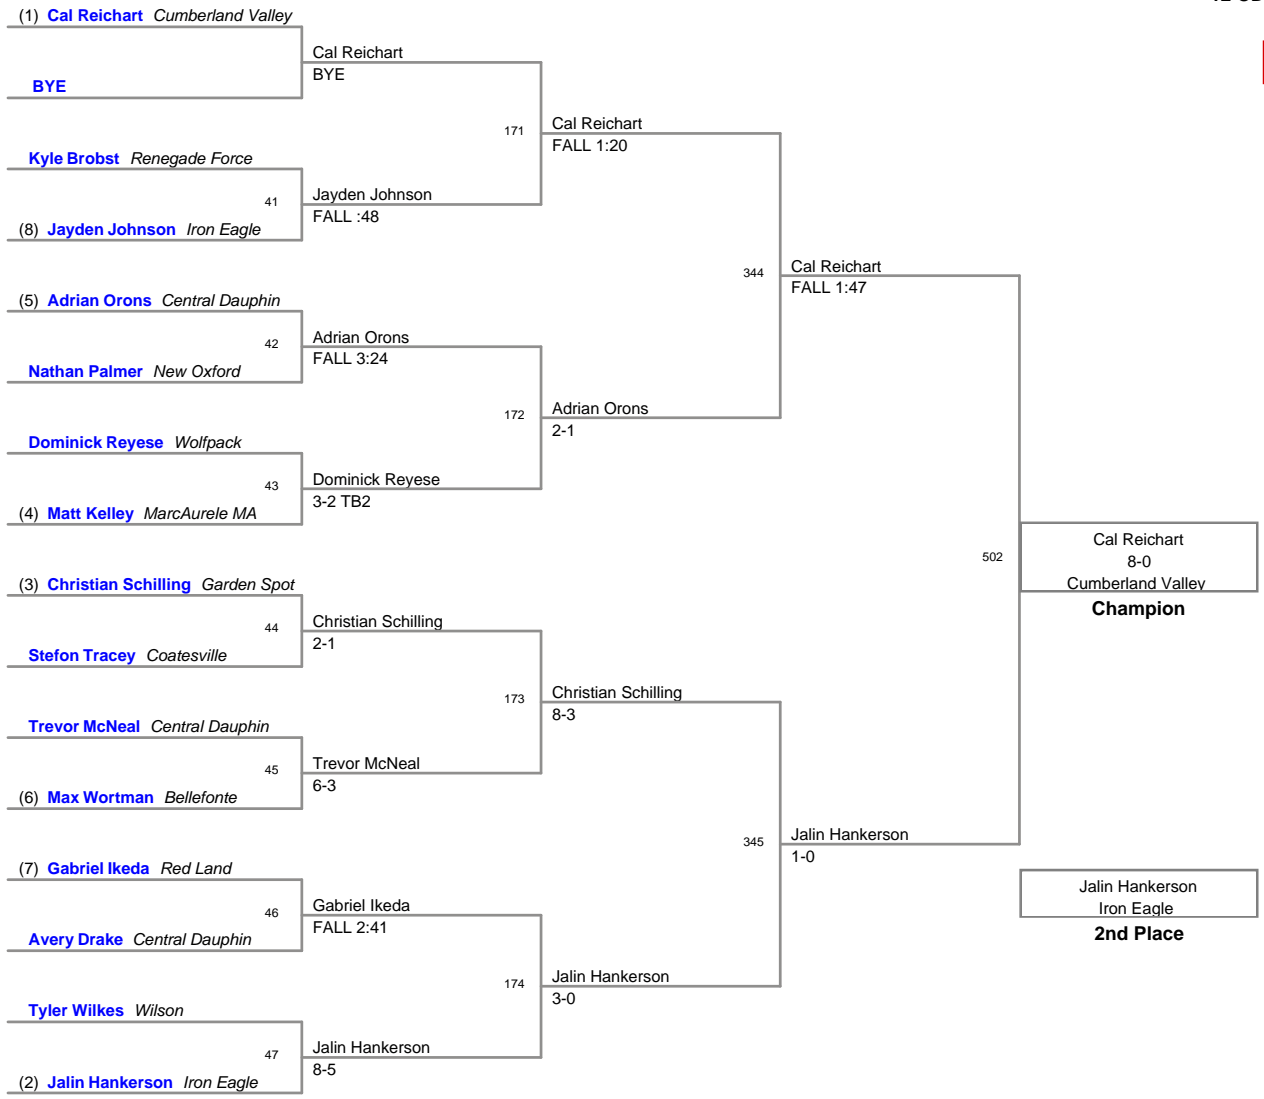 (1) Cal Reichart Cumberland Valley
Cal Reichart
BYE
BYE
171
Cal Reichart
FALL 1:20
Kyle Brobst Renegade Force
41
Jayden Johnson
FALL :48
(8) Jayden Johnson Iron Eagle
344
Cal Reichart
FALL 1:47
(5) Adrian Orons Central Dauphin
42
Adrian Orons
FALL 3:24
Nathan Palmer New Oxford
172
Adrian Orons
2-1
Dominick Reyese Wolfpack
43
Dominick Reyese
3-2 TB2
(4) Matt Kelley MarcAurele MA
502
Cal Reichart
8-0
Cumberland Valley
Champion
(3) Christian Schilling Garden Spot
44
Christian Schilling
2-1
Stefon Tracey Coatesville
173
Christian Schilling
8-3
Trevor McNeal Central Dauphin
45
Trevor McNeal
6-3
(6) Max Wortman Bellefonte
345
Jalin Hankerson
1-0
(7) Gabriel Ikeda Red Land
46
Gabriel Ikeda
FALL 2:41
Avery Drake Central Dauphin
Jalin Hankerson
Iron Eagle
2nd Place
174
Jalin Hankerson
3-0
Tyler Wilkes Wilson
47
Jalin Hankerson
8-5
(2) Jalin Hankerson Iron Eagle